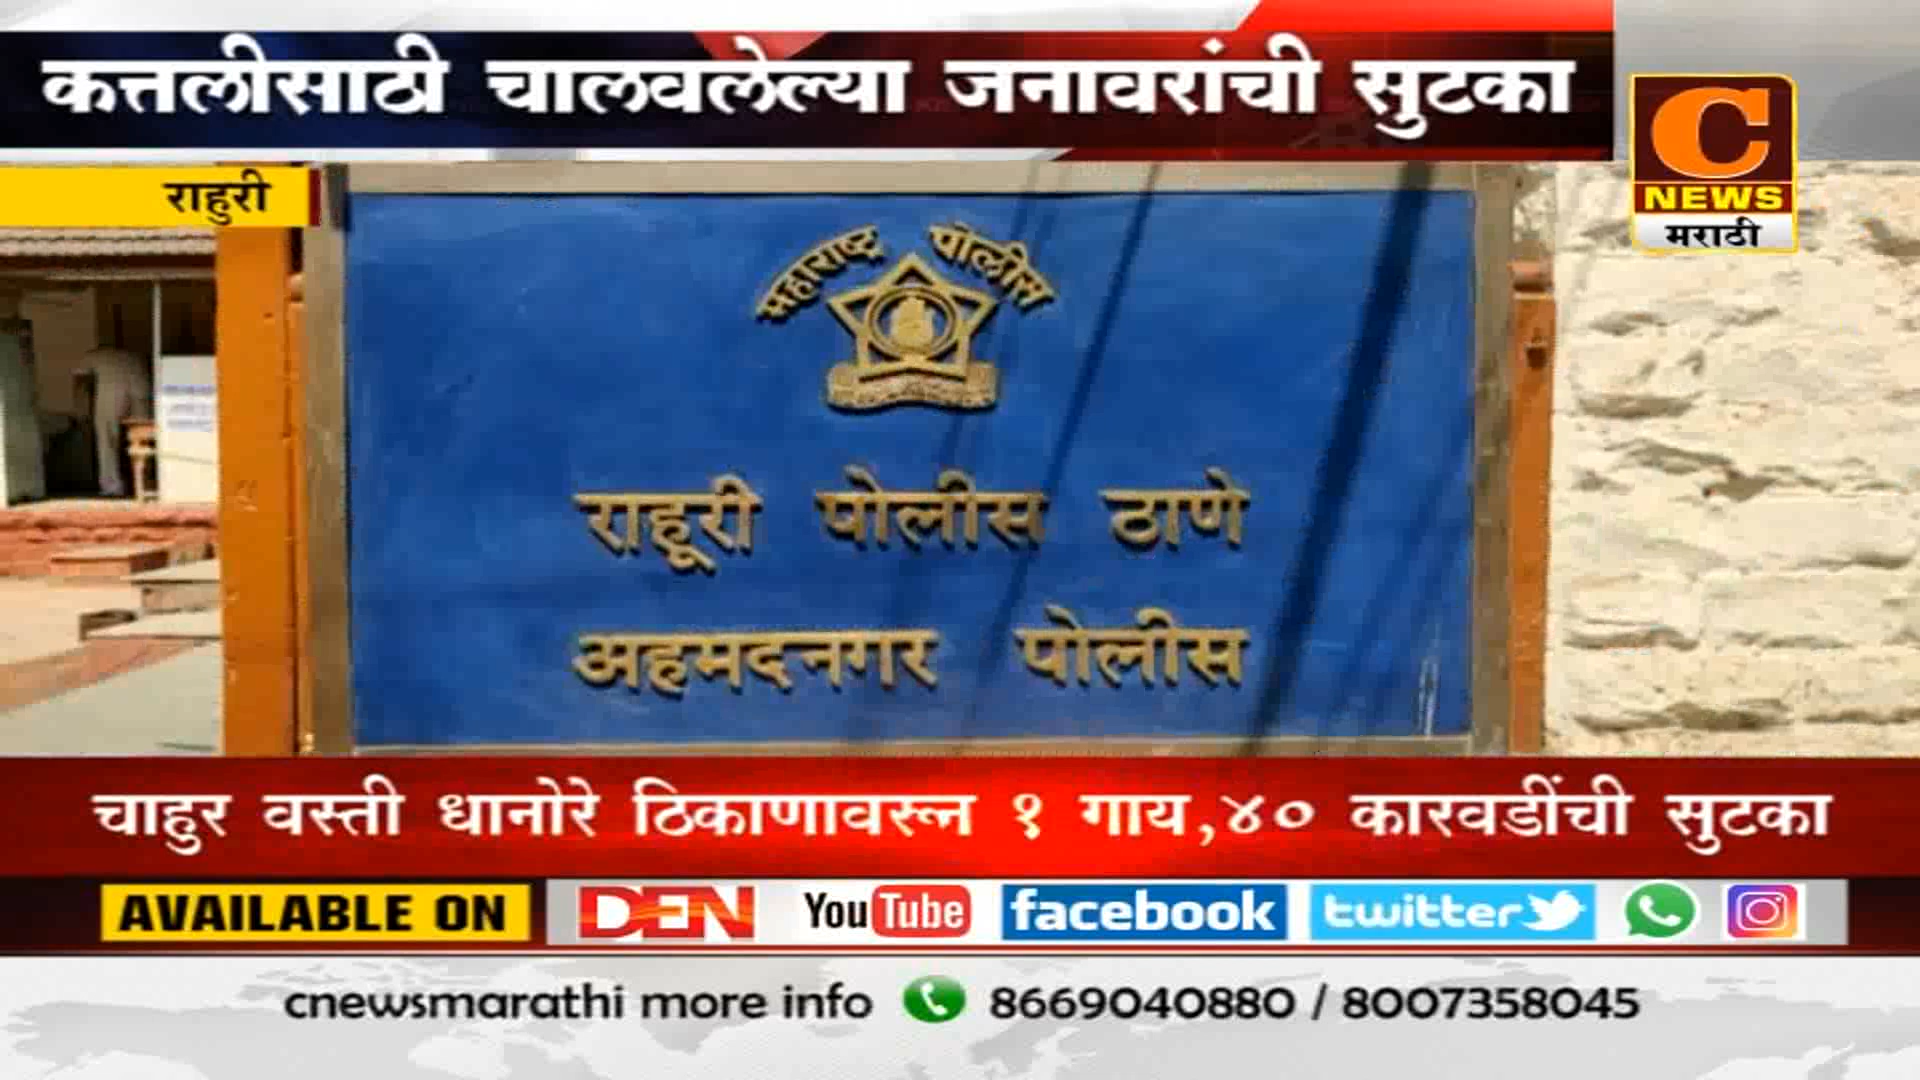 कत्तलीसाठी चालवलेल्या जनावरांची सुटका
C
NEWS
मराठी
राहुरी
महाराष्ट्र पोलीस
राहूरी पोलीस ठाणे
अहमदनगर पोलीस
चाहुर वस्ती धानोरे ठिकाणावरून १ गाय,४० कारवडींची सुटका
AVAILABLE ON DEN YouTube facebook twitter
cnewsmarathi more info 8669040880 / 8007358045